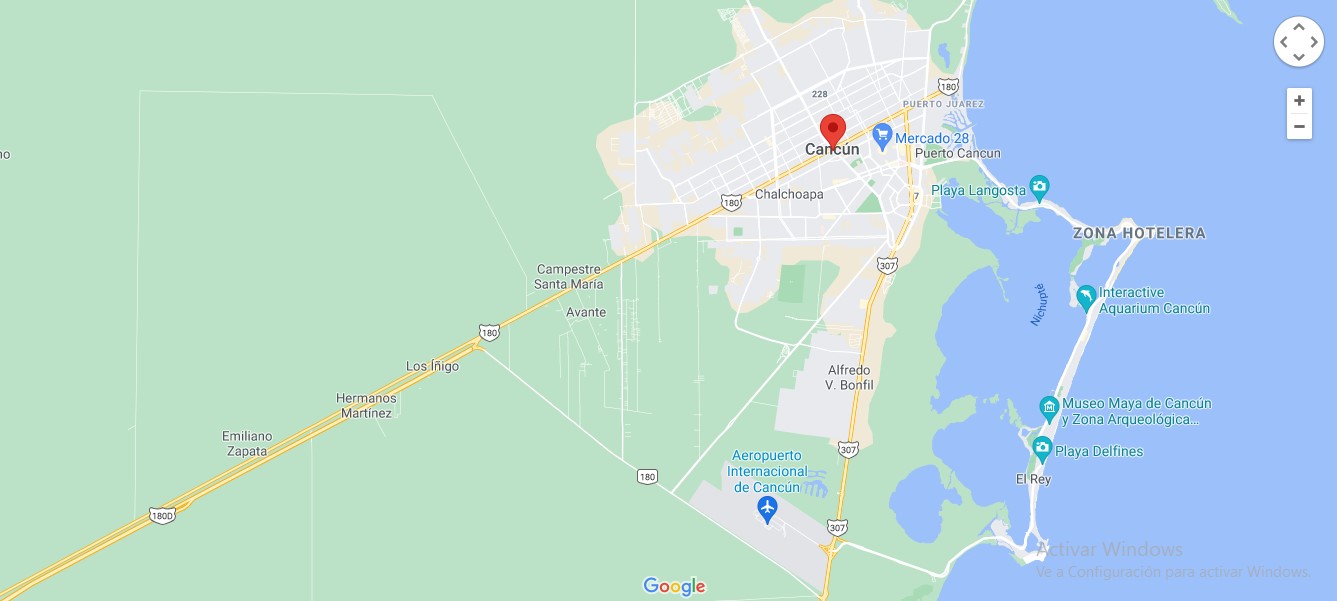 228
180
PUERTO JUÁREZ
Mercado 28
Cancún
Puerto Cancun
Playa Langosta
Chalchoapa
7
180
ZONA HOTELERA
307
Campestre
Santa María
Interactive
Aquarium Cancún
Nichupté
Avante
180
Los Íñigo
Alfredo
V. Bonfil
Hermanos
Martínez
Museo Maya de Cancún
y Zona Arqueológica...
Emiliano
Zapata
307
Playa Delfines
Aeropuerto
Internacional
de Cancún
180
El Rey
180D
307
Activar Windows
Ve a Configuración para activar Windows.
Google